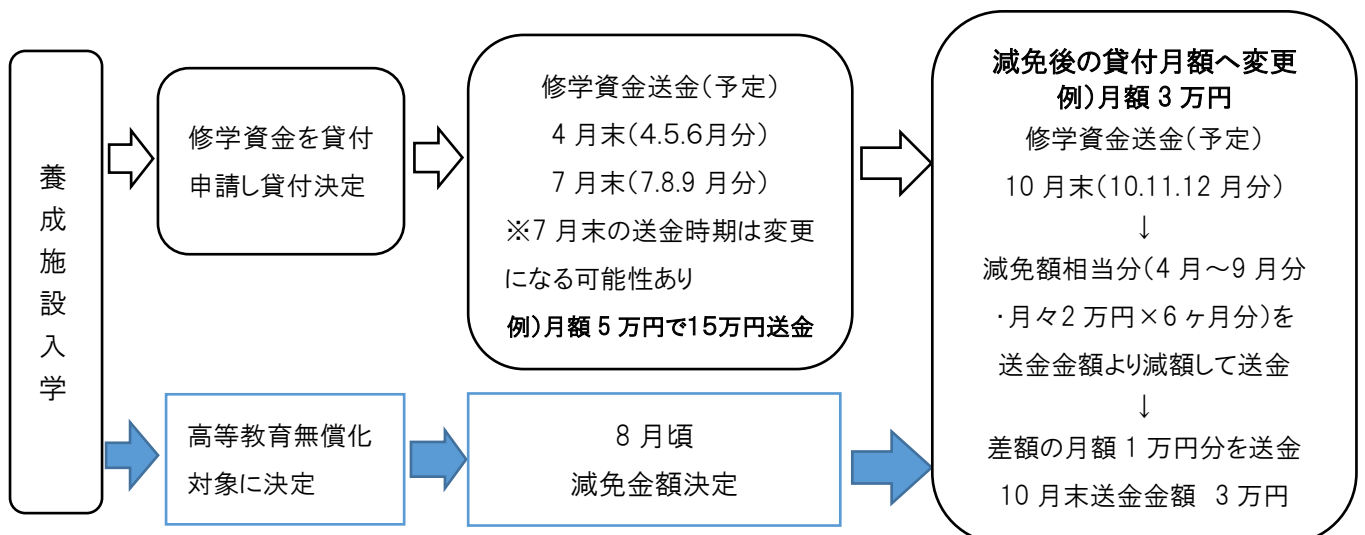 養成施設入学
修学資金を貸付
申請し貸付決定
修学資金送金(予定)
4月末(4.5.6月分)
7月末(7.8.9月分)
※7月末の送金時期は変更
になる可能性あり
例)月額5万円で15万円送金
減免後の貸付月額へ変更
例)月額3万円
修学資金送金(予定)
10月末(10.11.12月分)
↓
減免額相当分(4月～9月分
・月々2万円×6ヶ月分)を
送金金額より減額して送金
↓
差額の月額1万円分を送金
10月末送金金額 3万円
高等教育無償化
対象に決定
8月頃
減免金額決定